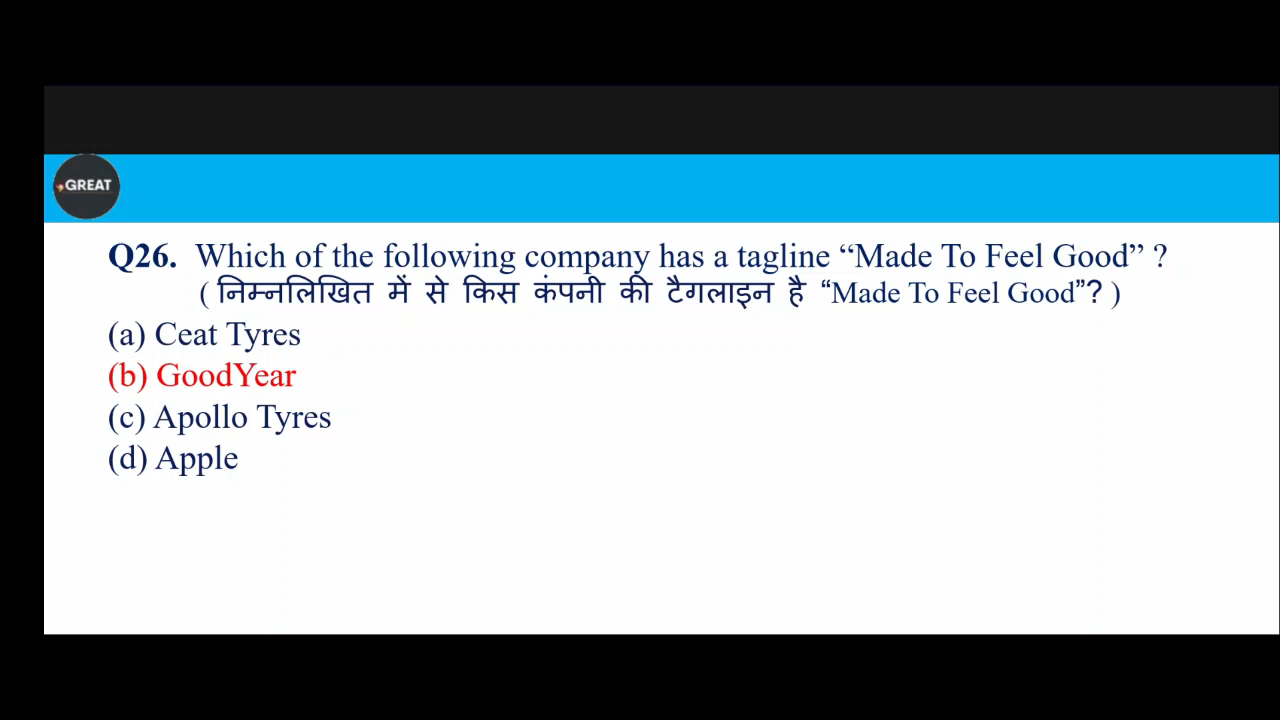 GREAT
Q26. Which of the following company has a tagline “Made To Feel Good” ?
( निम्नलिखित में से किस कंपनी की टैगलाइन है “Made To Feel Good”? )
(a) Ceat Tyres
(b) GoodYear
(c) Apollo Tyres
(d) Apple